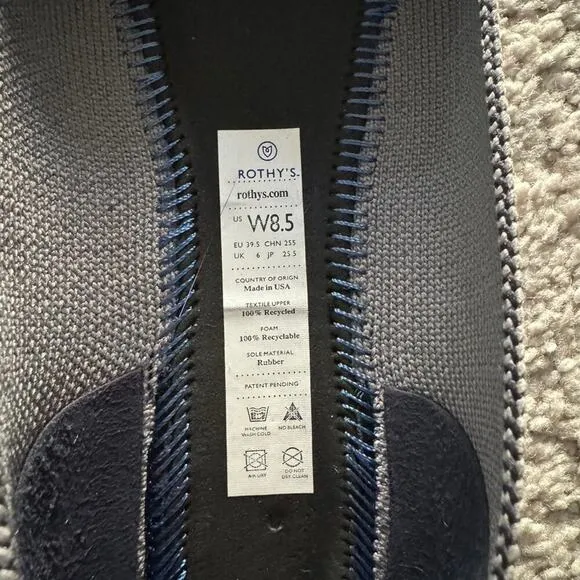 ROTHY'S
rothys.com
US W8.5
EU 39.5 CHN 255
UK 6 JP 25.5
COUNTRY OF ORIGN
Made in USA
TEXTILE UPPER
100% Recycled
FOAM
100% Recyclable
SOLE MATERIAL
Rubber
PATENT PENDING
MACHINE WASH COLD
NO BLEACH
AIR DRY
DO NOT DRY CLEAN